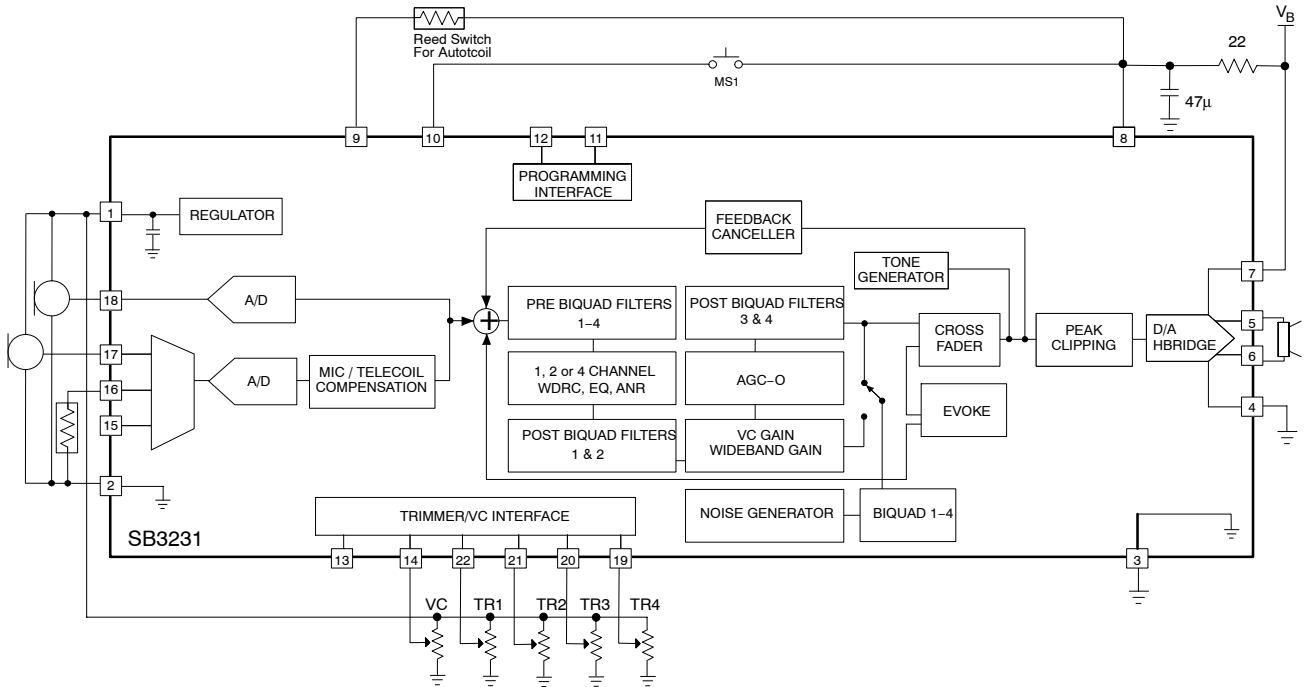 V_B
Reed Switch
For Autotcoil
22
MS1
47μ
9
10
12
11
8
PROGRAMMING
INTERFACE
1
REGULATOR
FEEDBACK
CANCELLER
TONE
GENERATOR
7
18
A/D
PRE BIQUAD FILTERS
1–4
POST BIQUAD FILTERS
3 & 4
CROSS
FADER
PEAK
CLIPPING
D/A
HBRIDGE
5
6
17
16
15
A/D
MIC / TELECOIL
COMPENSATION
1, 2 or 4 CHANNEL
WDRC, EQ, ANR
AGC–O
EVOKE
4
POST BIQUAD FILTERS
1 & 2
VC GAIN
WIDEBAND GAIN
2
TRIMMER/VC INTERFACE
NOISE GENERATOR
BIQUAD 1–4
SB3231
13
14
22
21
20
19
3
VC
TR1
TR2
TR3
TR4